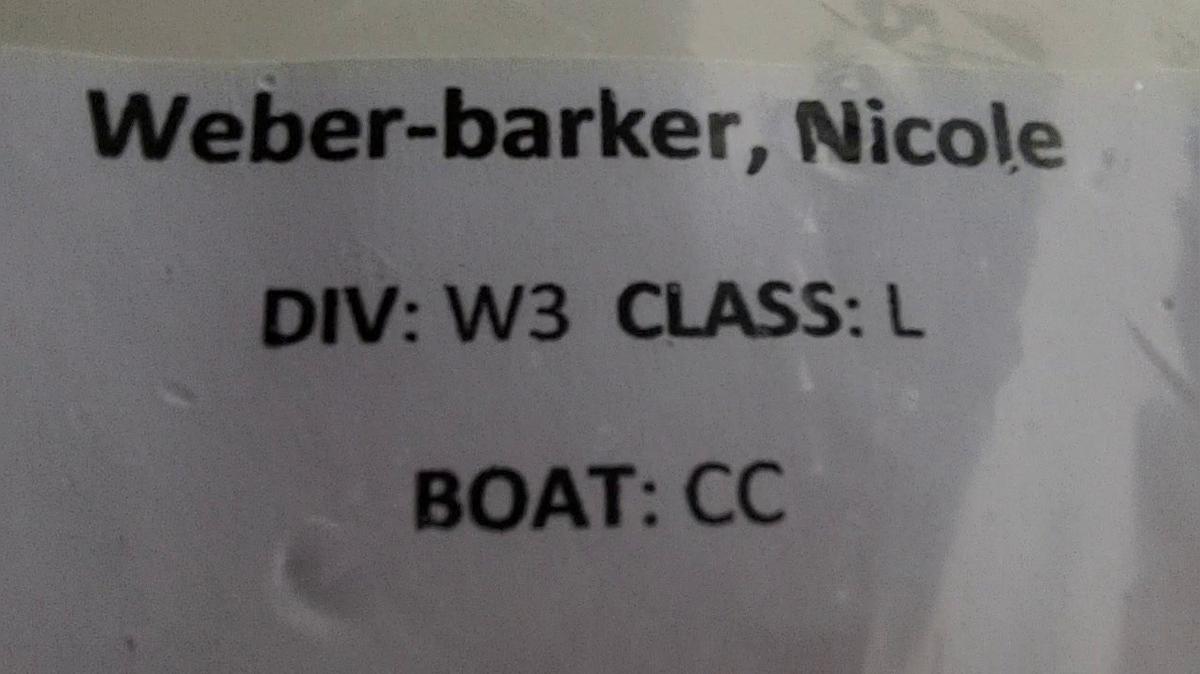 Weber-barker, Nicole
DIV: W3 CLASS: L
BOAT: CC